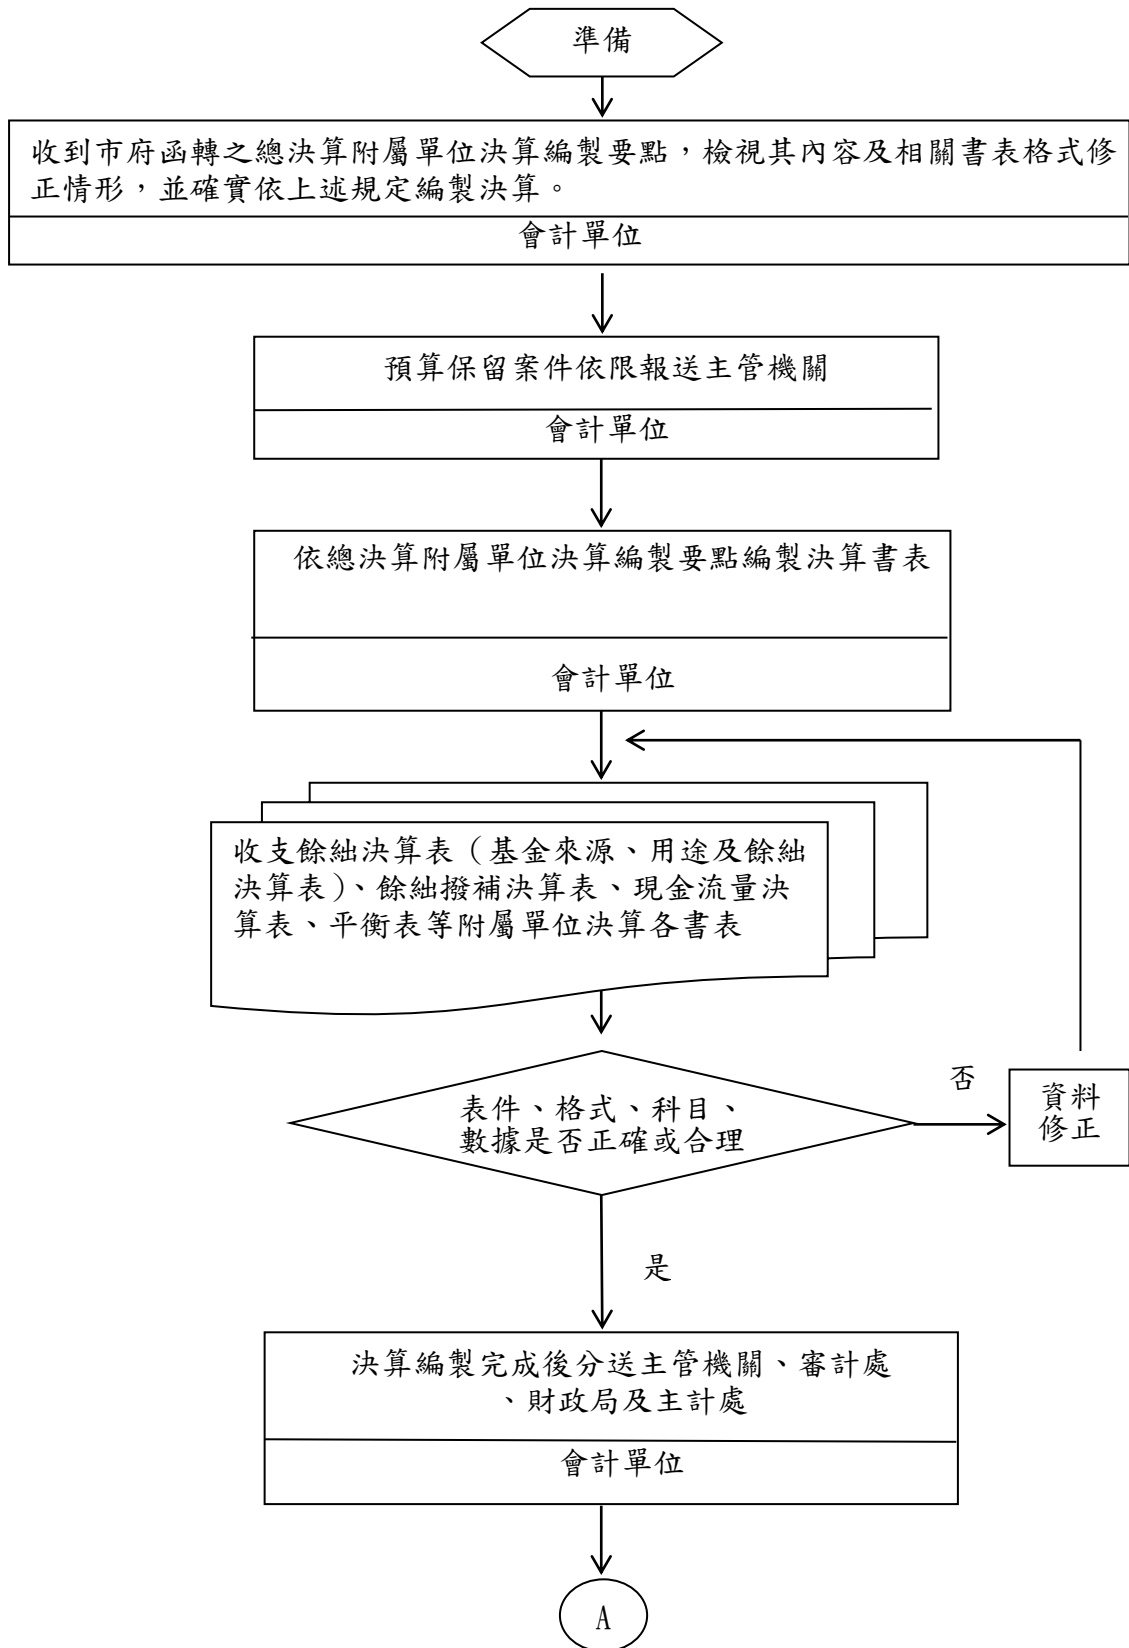 準備
收到市府函轉之總決算附屬單位決算編製要點，檢視其內容及相關書表格式修
正情形，並確實依上述規定編製決算。
會計單位
預算保留案件依限報送主管機關
會計單位
依總決算附屬單位決算編製要點編製決算書表
會計單位
收支餘絀決算表（基金來源、用途及餘絀
決算表）、餘絀撥補決算表、現金流量決
算表、平衡表等附屬單位決算各書表
表件、格式、科目、
數據是否正確或合理
否
資料
修正
是
決算編製完成後分送主管機關、審計處
、財政局及主計處
會計單位
A